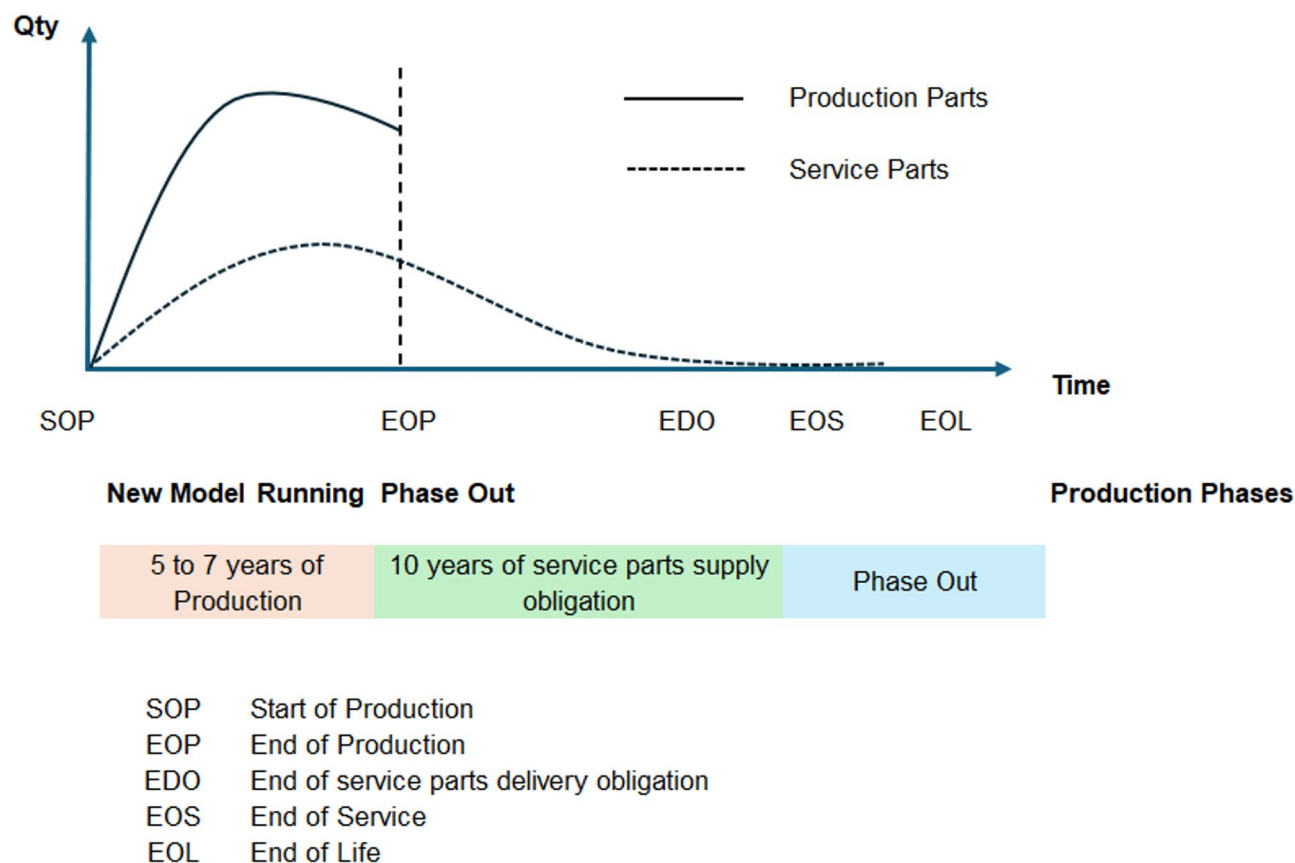 Qty
Production Parts
Service Parts
Time
SOP EOP EDO EOS EOL
New Model Running Phase Out Production Phases
5 to 7 years of
Production
10 years of service parts supply
obligation
Phase Out
SOP Start of Production
EOP End of Production
EDO End of service parts delivery obligation
EOS End of Service
EOL End of Life